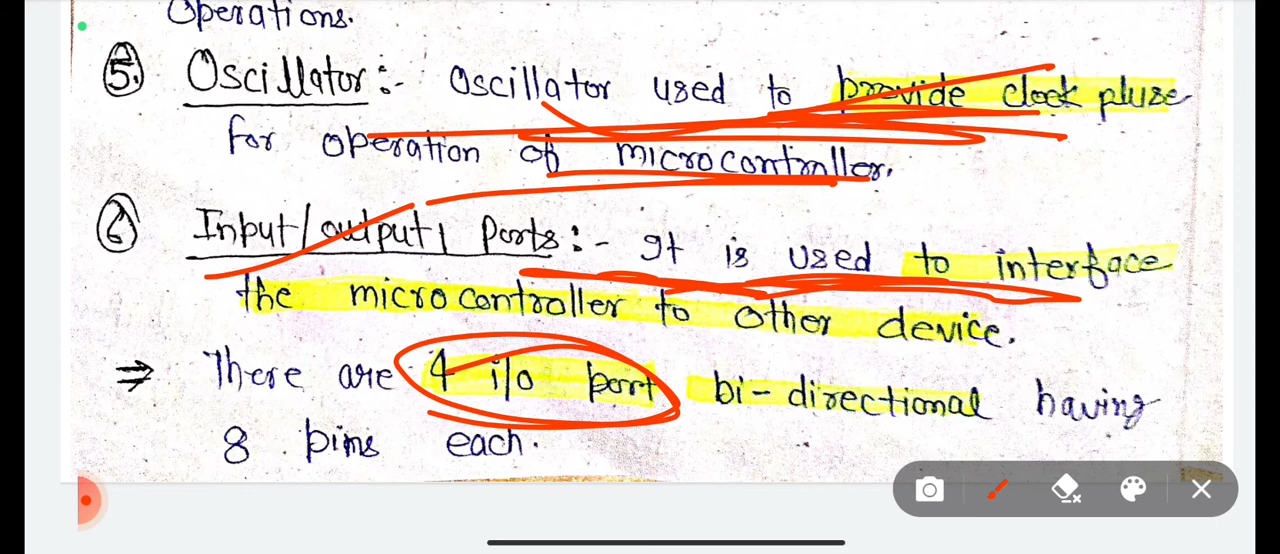 Operations.
5. Oscillator :- Oscillator used to provide clock pluse
for operation of microcontroller.
6 Input/output Ports :- It is used to interface
the microcontroller to other device.
⇒ There are 4 i/o port bi-directional having
8 pins each.